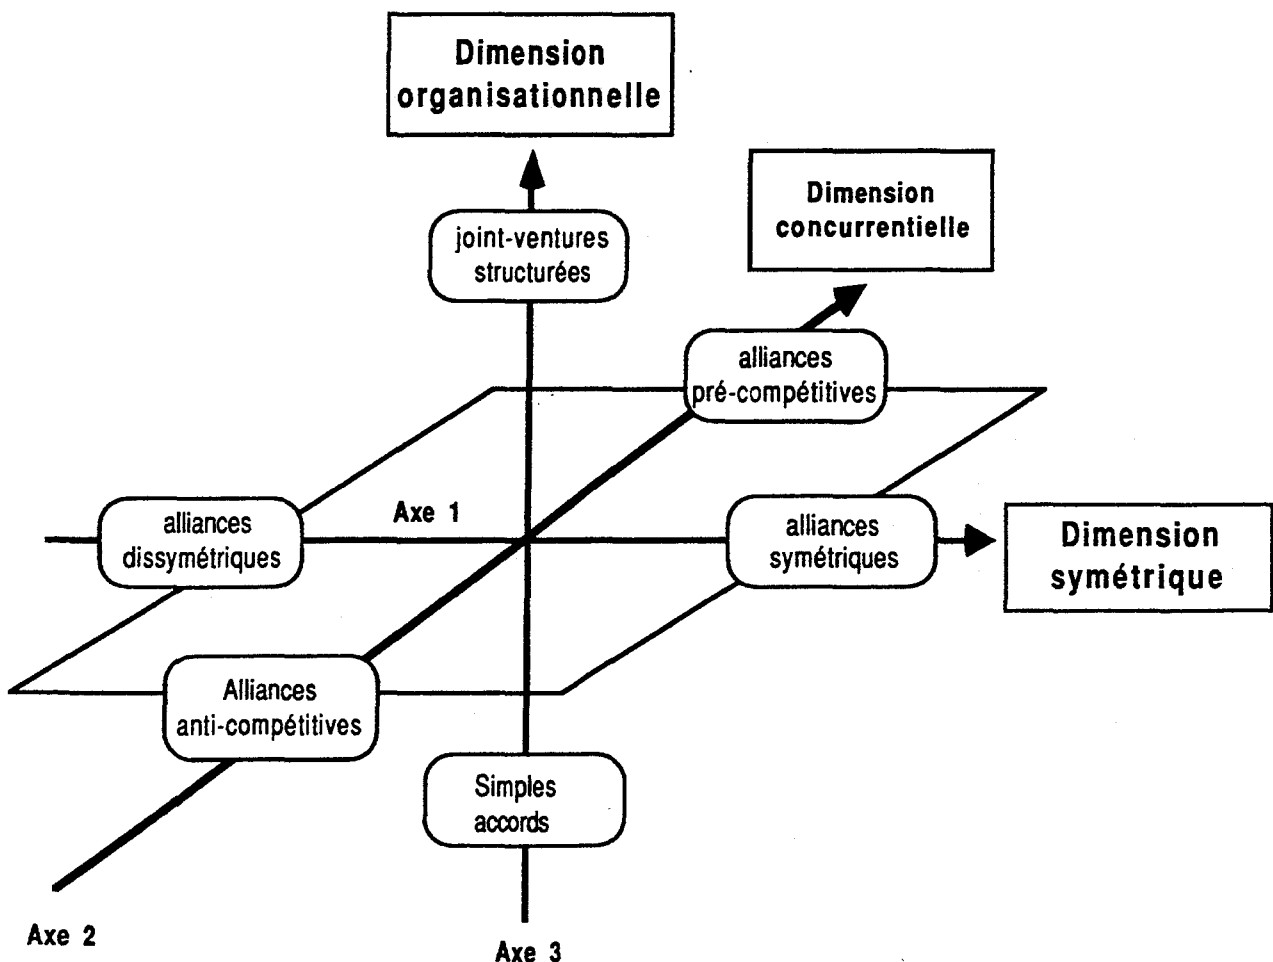 Dimension
organisationnelle
Dimension
concurrentielle
joint-ventures
structurées
alliances
pré-compétitives
Axe 1
alliances
dissymétriques
alliances
symétriques
Dimension
symétrique
Alliances
anti-compétitives
Simples
accords
Axe 2
Axe 3